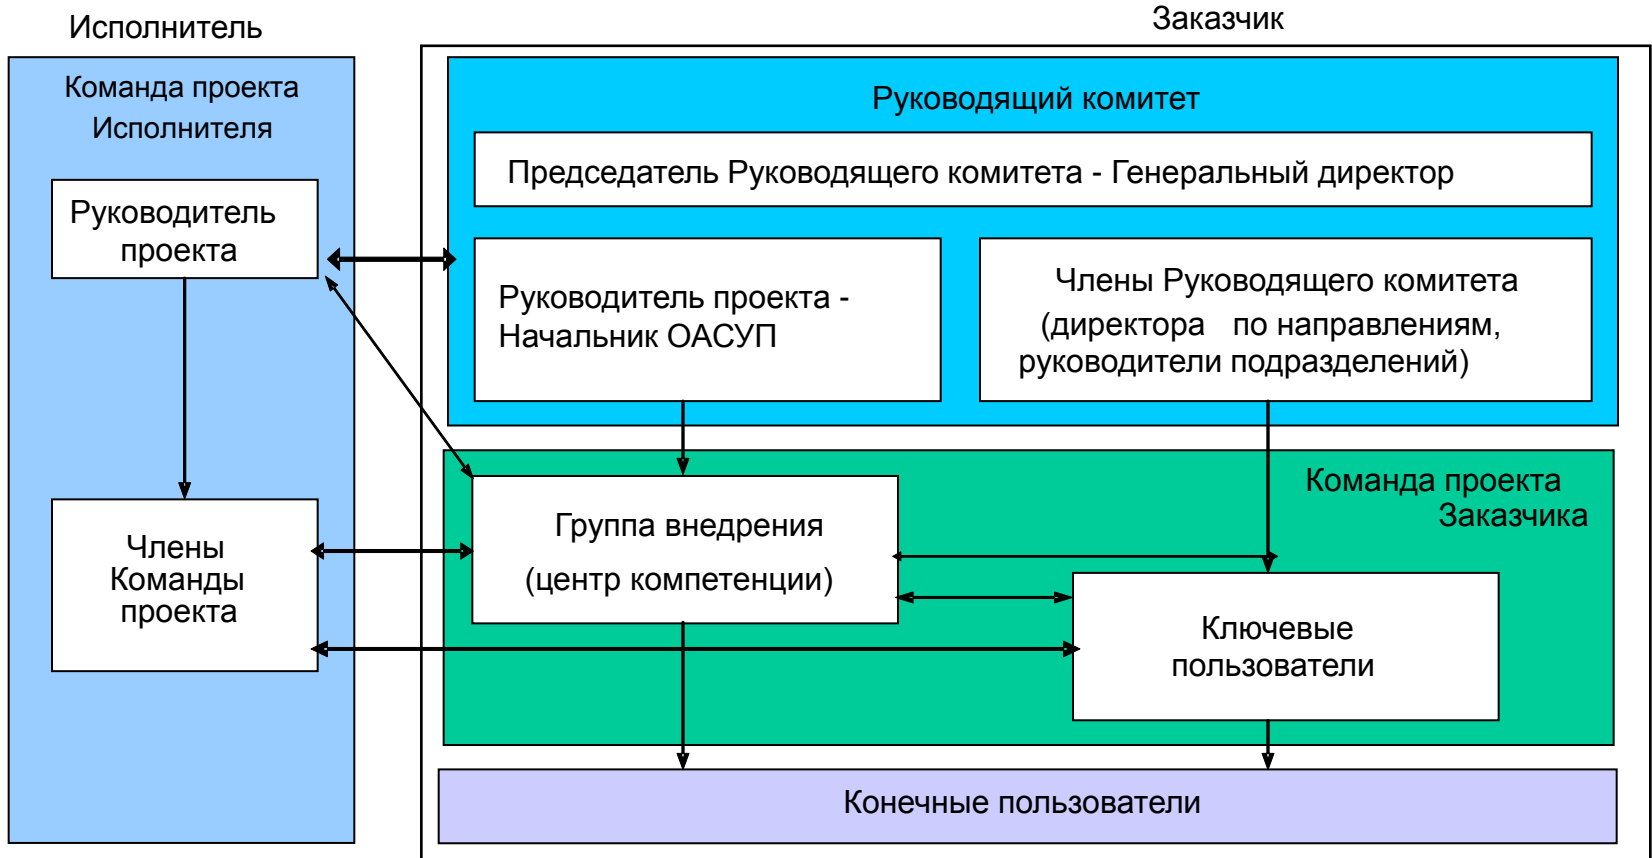 Исполнитель
Заказчик
Команда проекта
Исполнителя
Руководитель
проекта
Члены
Команды
проекта
Руководящий комитет
Председатель Руководящего комитета - Генеральный директор
Руководитель проекта -
Начальник ОАСУП
Члены Руководящего комитета
(директора по направлениям,
руководители подразделений)
Команда проекта
Заказчика
Группа внедрения
(центр компетенции)
Ключевые
пользователи
Конечные пользователи